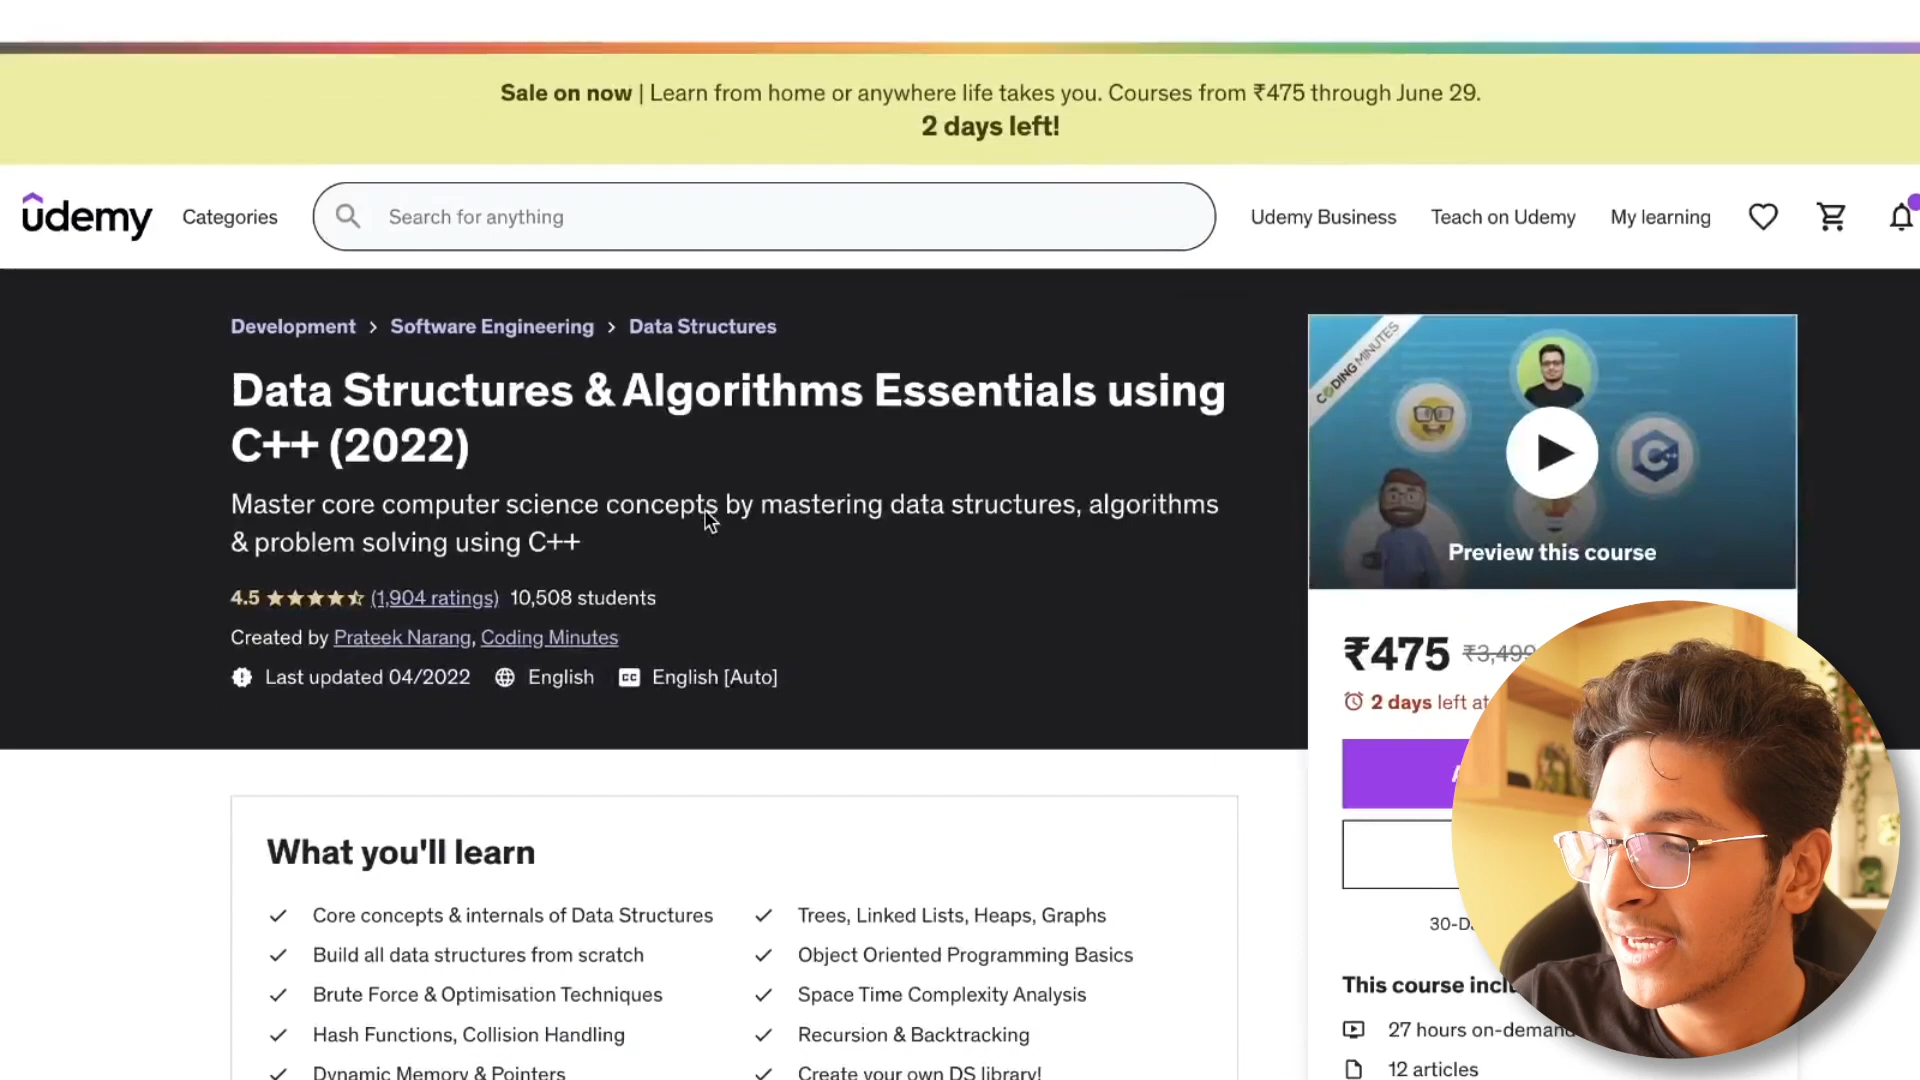 Sale on now | Learn from home or anywhere life takes you. Courses from ₹475 through June 29.
2 days left!
udemy
Categories
Search for anything
Udemy Business
Teach on Udemy
My learning
Development > Software Engineering > Data Structures
Data Structures & Algorithms Essentials using
C++ (2022)
Master core computer science concepts by mastering data structures, algorithms
& problem solving using C++
4.5 (1,904 ratings) 10,508 students
Created by Prateek Narang, Coding Minutes
Last updated 04/2022 English CC English [Auto]
CODING MINUTES
Preview this course
₹475 ₹3,499
2 days left at
What you'll learn
Core concepts & internals of Data Structures
Build all data structures from scratch
Brute Force & Optimisation Techniques
Hash Functions, Collision Handling
Dynamic Memory & Pointers
Trees, Linked Lists, Heaps, Graphs
Object Oriented Programming Basics
Space Time Complexity Analysis
Recursion & Backtracking
Create your own DS library!
30-D
This course incl
27 hours on-deman
12 articles